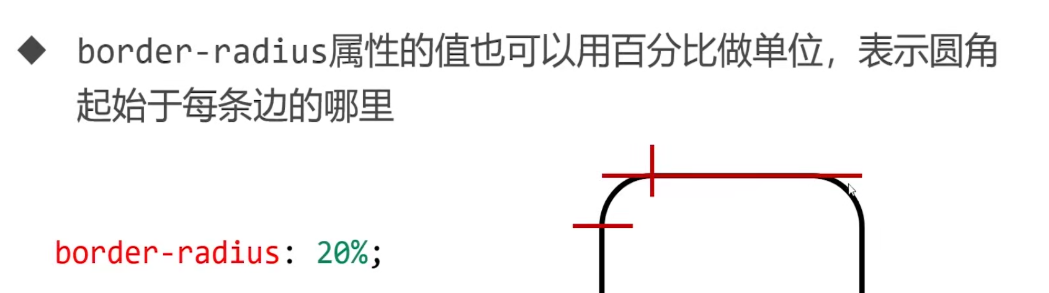 ◆ border-radius属性的值也可以用百分比做单位，表示圆角
起始于每条边的哪里
border-radius: 20%;